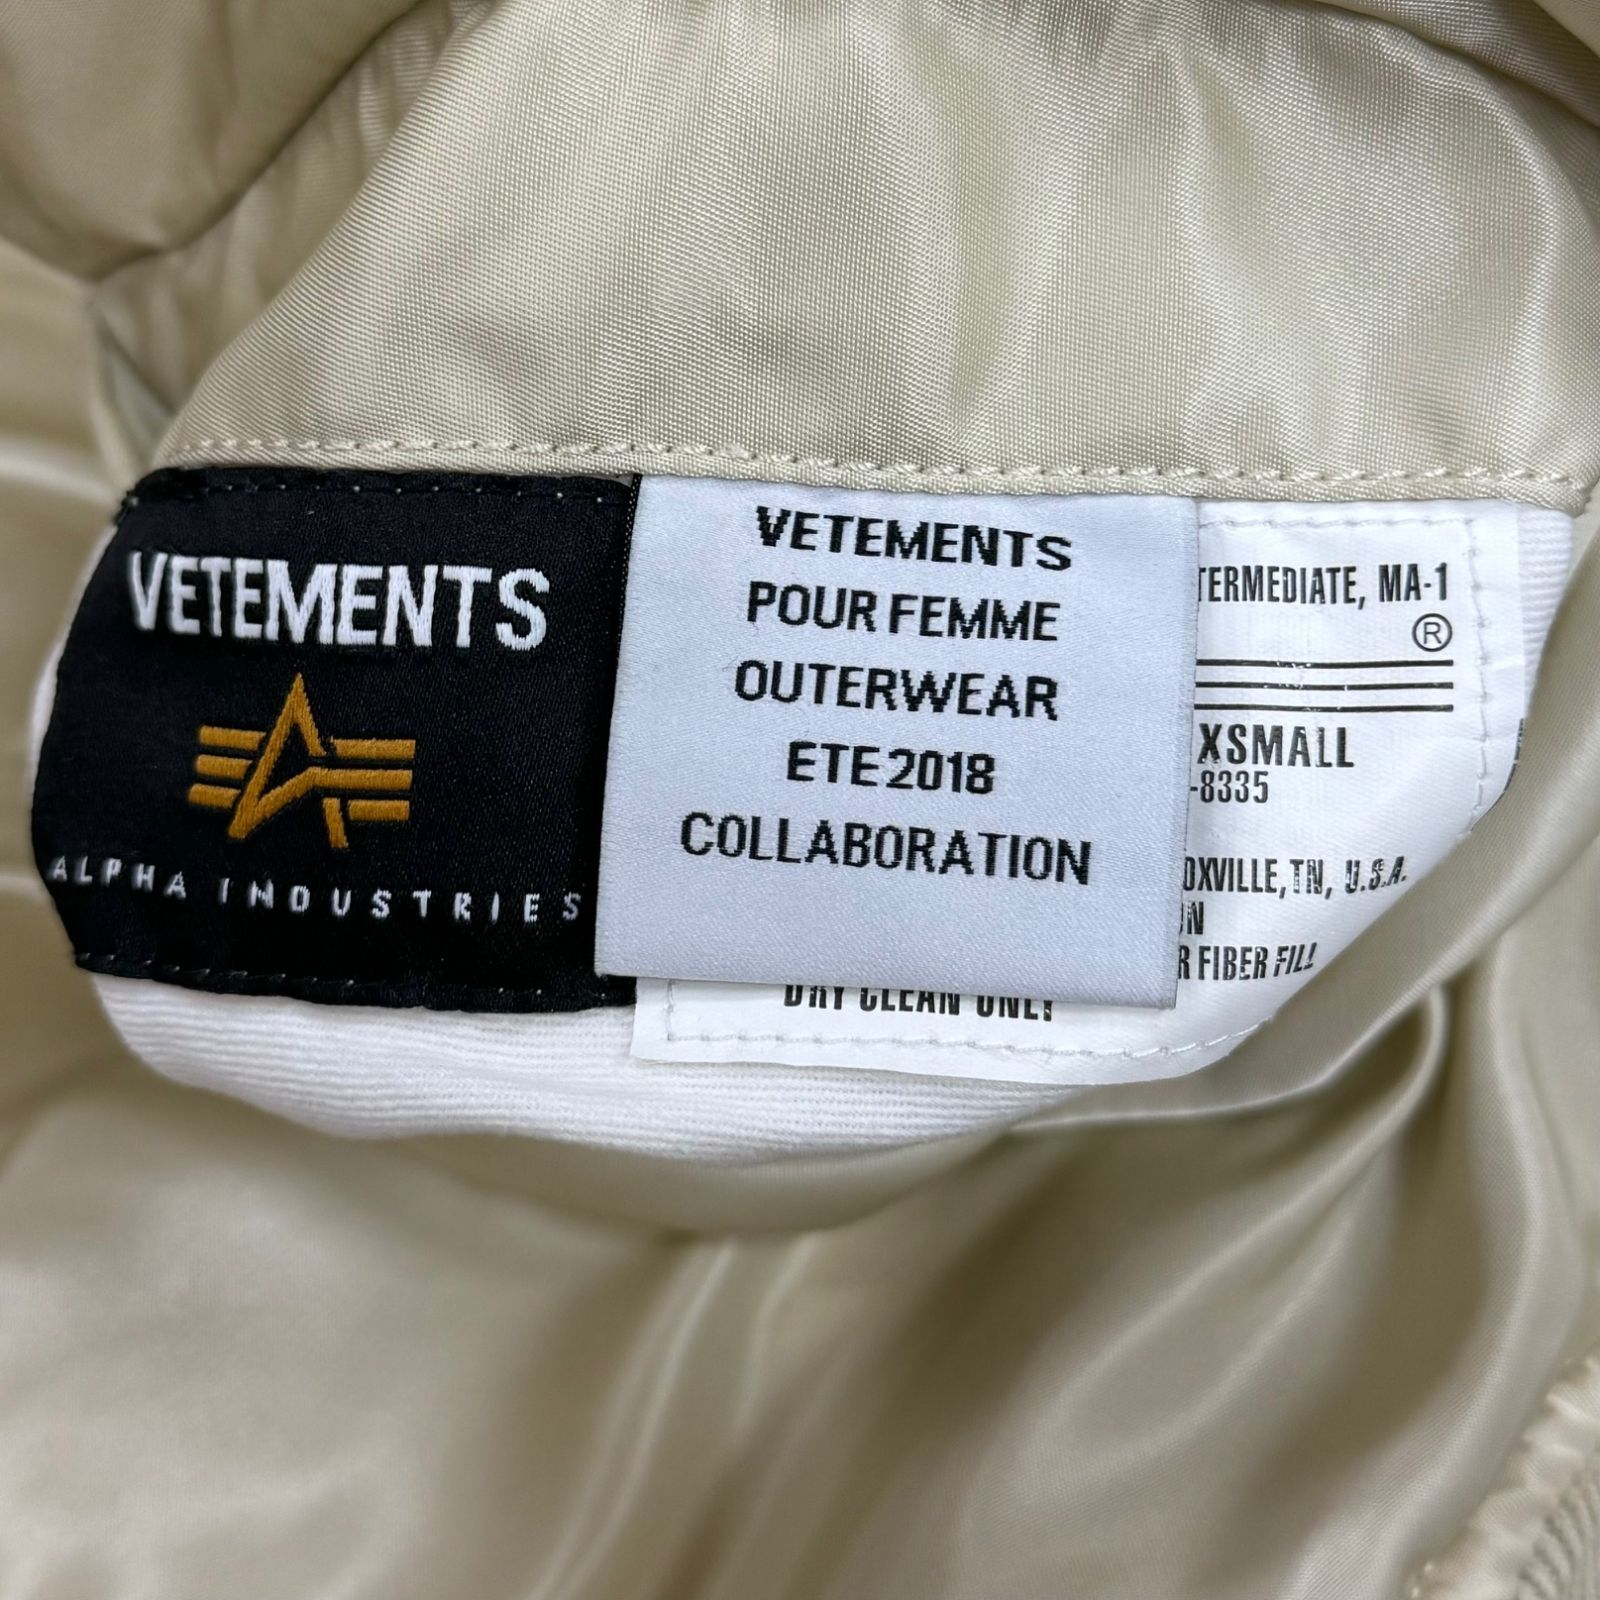 VETEMENTS
ALPHA INDUSTRIES
VETEMENTS
POUR FEMME
OUTERWEAR
ETE 2018
COLLABORATION
TERMEDIATE, MA-1
®
XSMALL
-8335
OXVILLE, TN, U.S.A.
ON
R FIBER FILL
DRY CLEAN ONLY